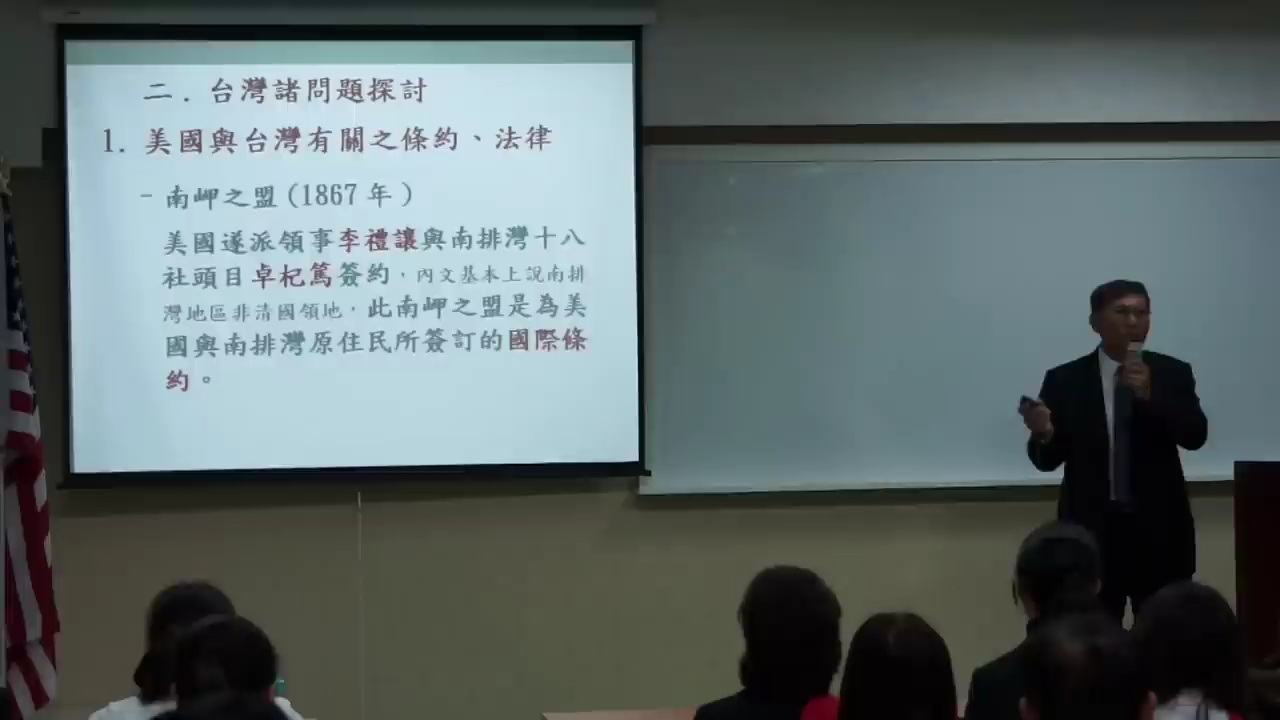 二. 台灣諸問題探討
1. 美國與台灣有關之條約、法律
- 南岬之盟(1867年)
美國遂派領事李禮讓與南排灣十八
社頭目卓杞篤簽約，內文基本上說南排
灣地區非清國領地，此南岬之盟是為美
國與南排灣原住民所簽訂的國際條
約。